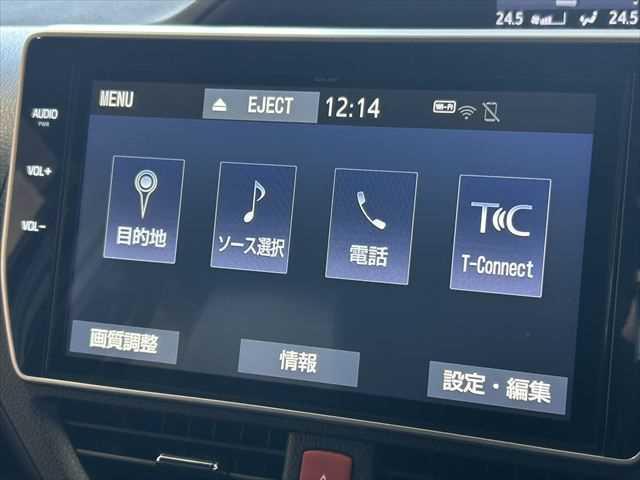 24.5 24.5
MENU EJECT 12:14 Wi-Fi
AUDIO
PWR
VOL+
VOL−
目的地 ソース選択 電話 T-Connect
画質調整 情報 設定・編集